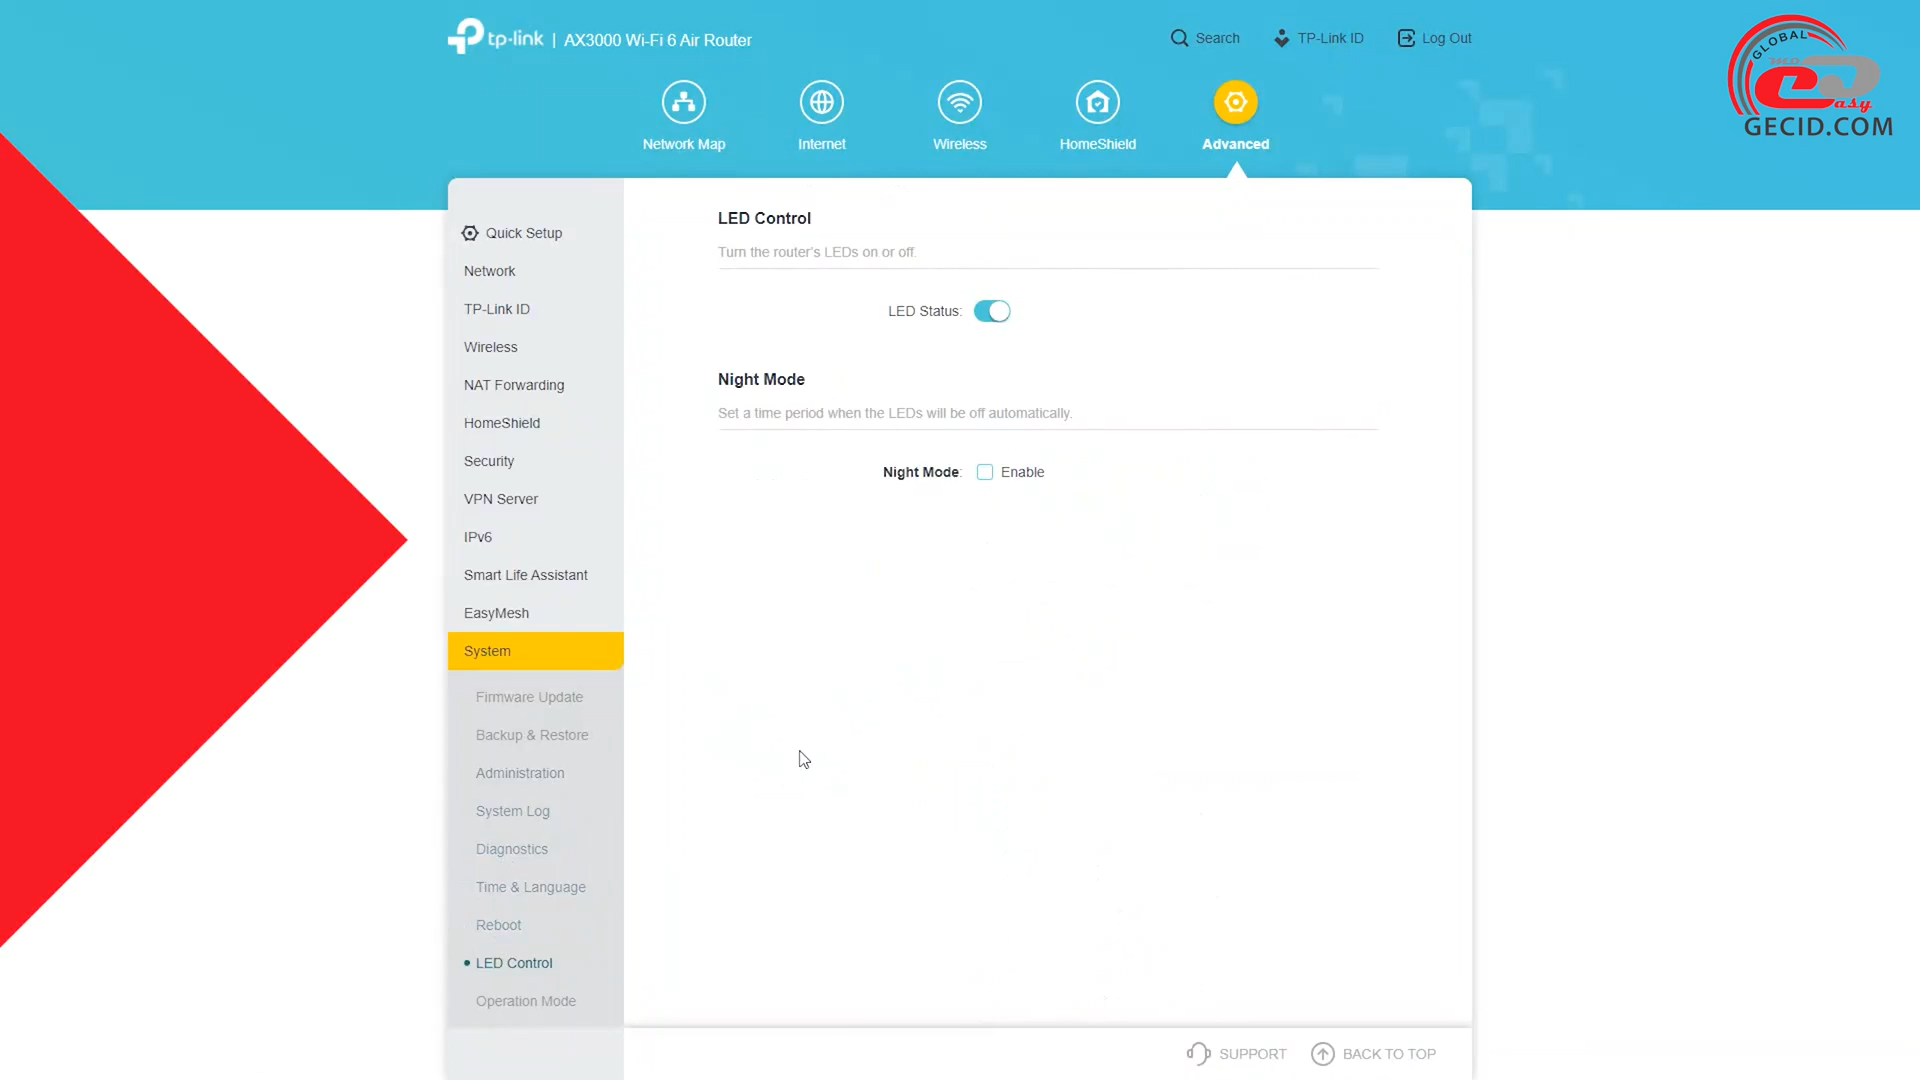 tp-link | AX3000 Wi-Fi 6 Air Router
Search
TP-Link ID
Log Out
GLOBAL
easy
GECID.COM
Network Map
Internet
Wireless
HomeShield
Advanced
Quick Setup
Network
TP-Link ID
Wireless
NAT Forwarding
HomeShield
Security
VPN Server
IPv6
Smart Life Assistant
EasyMesh
System
Firmware Update
Backup & Restore
Administration
System Log
Diagnostics
Time & Language
Reboot
LED Control
Operation Mode
LED Control
Turn the router's LEDs on or off.
LED Status:
Night Mode
Set a time period when the LEDs will be off automatically.
Night Mode: Enable
SUPPORT
BACK TO TOP